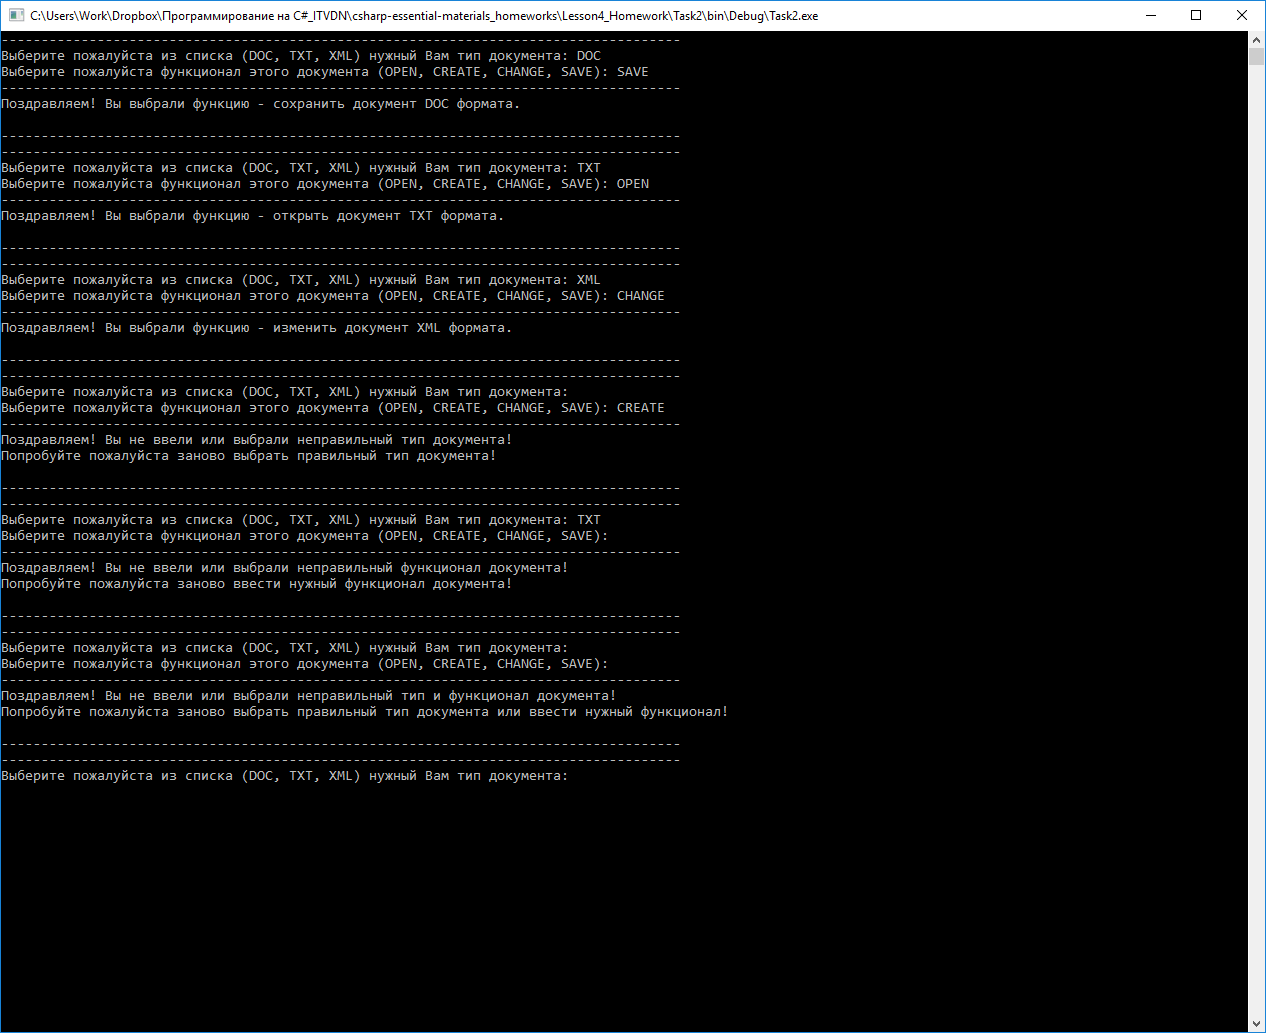 C:\Users\Work\Dropbox\Программирование на C#_ITVDN\csharp-essential-materials_homeworks\Lesson4_Homework\Task2\bin\Debug\Task2.exe
-------------------------------------------------------------------------------------
Выберите пожалуйста из списка (DOC, TXT, XML) нужный Вам тип документа: DOC
Выберите пожалуйста функционал этого документа (OPEN, CREATE, CHANGE, SAVE): SAVE
-------------------------------------------------------------------------------------
Поздравляем! Вы выбрали функцию - сохранить документ DOC формата.
-------------------------------------------------------------------------------------
-------------------------------------------------------------------------------------
Выберите пожалуйста из списка (DOC, TXT, XML) нужный Вам тип документа: TXT
Выберите пожалуйста функционал этого документа (OPEN, CREATE, CHANGE, SAVE): OPEN
-------------------------------------------------------------------------------------
Поздравляем! Вы выбрали функцию - открыть документ TXT формата.
-------------------------------------------------------------------------------------
-------------------------------------------------------------------------------------
Выберите пожалуйста из списка (DOC, TXT, XML) нужный Вам тип документа: XML
Выберите пожалуйста функционал этого документа (OPEN, CREATE, CHANGE, SAVE): CHANGE
-------------------------------------------------------------------------------------
Поздравляем! Вы выбрали функцию - изменить документ XML формата.
-------------------------------------------------------------------------------------
-------------------------------------------------------------------------------------
Выберите пожалуйста из списка (DOC, TXT, XML) нужный Вам тип документа:
Выберите пожалуйста функционал этого документа (OPEN, CREATE, CHANGE, SAVE): CREATE
-------------------------------------------------------------------------------------
Поздравляем! Вы не ввели или выбрали неправильный тип документа!
Попробуйте пожалуйста заново выбрать правильный тип документа!
-------------------------------------------------------------------------------------
-------------------------------------------------------------------------------------
Выберите пожалуйста из списка (DOC, TXT, XML) нужный Вам тип документа: TXT
Выберите пожалуйста функционал этого документа (OPEN, CREATE, CHANGE, SAVE):
-------------------------------------------------------------------------------------
Поздравляем! Вы не ввели или выбрали неправильный функционал документа!
Попробуйте пожалуйста заново ввести нужный функционал документа!
-------------------------------------------------------------------------------------
-------------------------------------------------------------------------------------
Выберите пожалуйста из списка (DOC, TXT, XML) нужный Вам тип документа:
Выберите пожалуйста функционал этого документа (OPEN, CREATE, CHANGE, SAVE):
-------------------------------------------------------------------------------------
Поздравляем! Вы не ввели или выбрали неправильный тип и функционал документа!
Попробуйте пожалуйста заново выбрать правильный тип документа или ввести нужный функционал!
-------------------------------------------------------------------------------------
-------------------------------------------------------------------------------------
Выберите пожалуйста из списка (DOC, TXT, XML) нужный Вам тип документа: